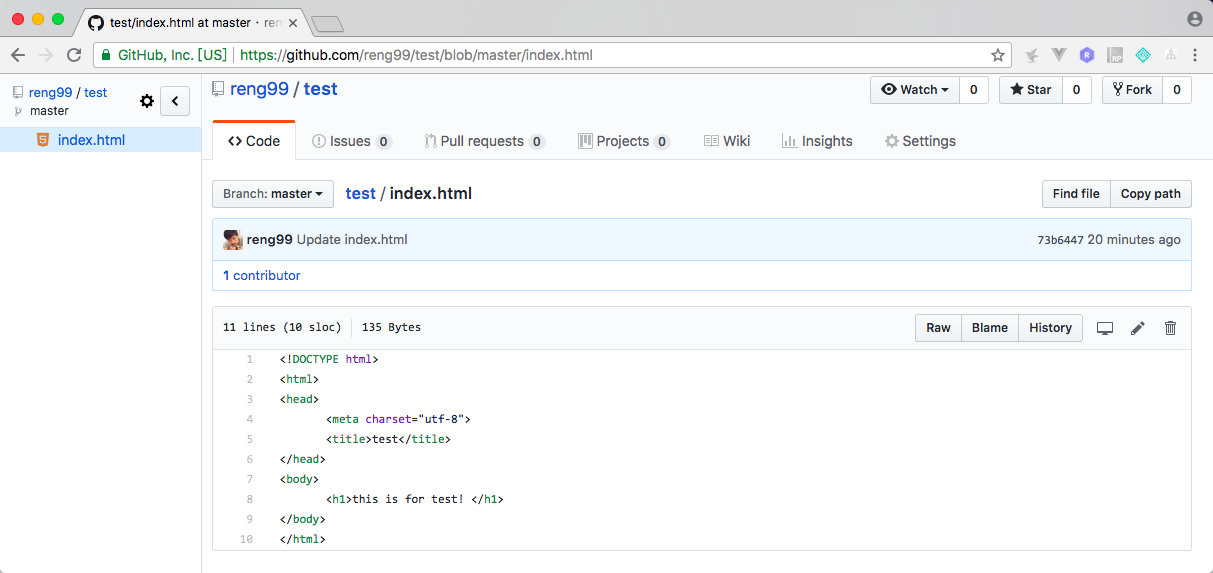 test/index.html at master · ren
GitHub, Inc. [US] https://github.com/reng99/test/blob/master/index.html
reng99 / test
master
index.html
reng99 / test
Watch 0 Star 0 Fork 0
Code Issues 0 Pull requests 0 Projects 0 Wiki Insights Settings
Branch: master test / index.html Find file Copy path
reng99 Update index.html 73b6447 20 minutes ago
1 contributor
11 lines (10 sloc) 135 Bytes Raw Blame History
1 <!DOCTYPE html>
2 <html>
3 <head>
4 <meta charset="utf-8">
5 <title>test</title>
6 </head>
7 <body>
8 <h1>this is for test! </h1>
9 </body>
10 </html>